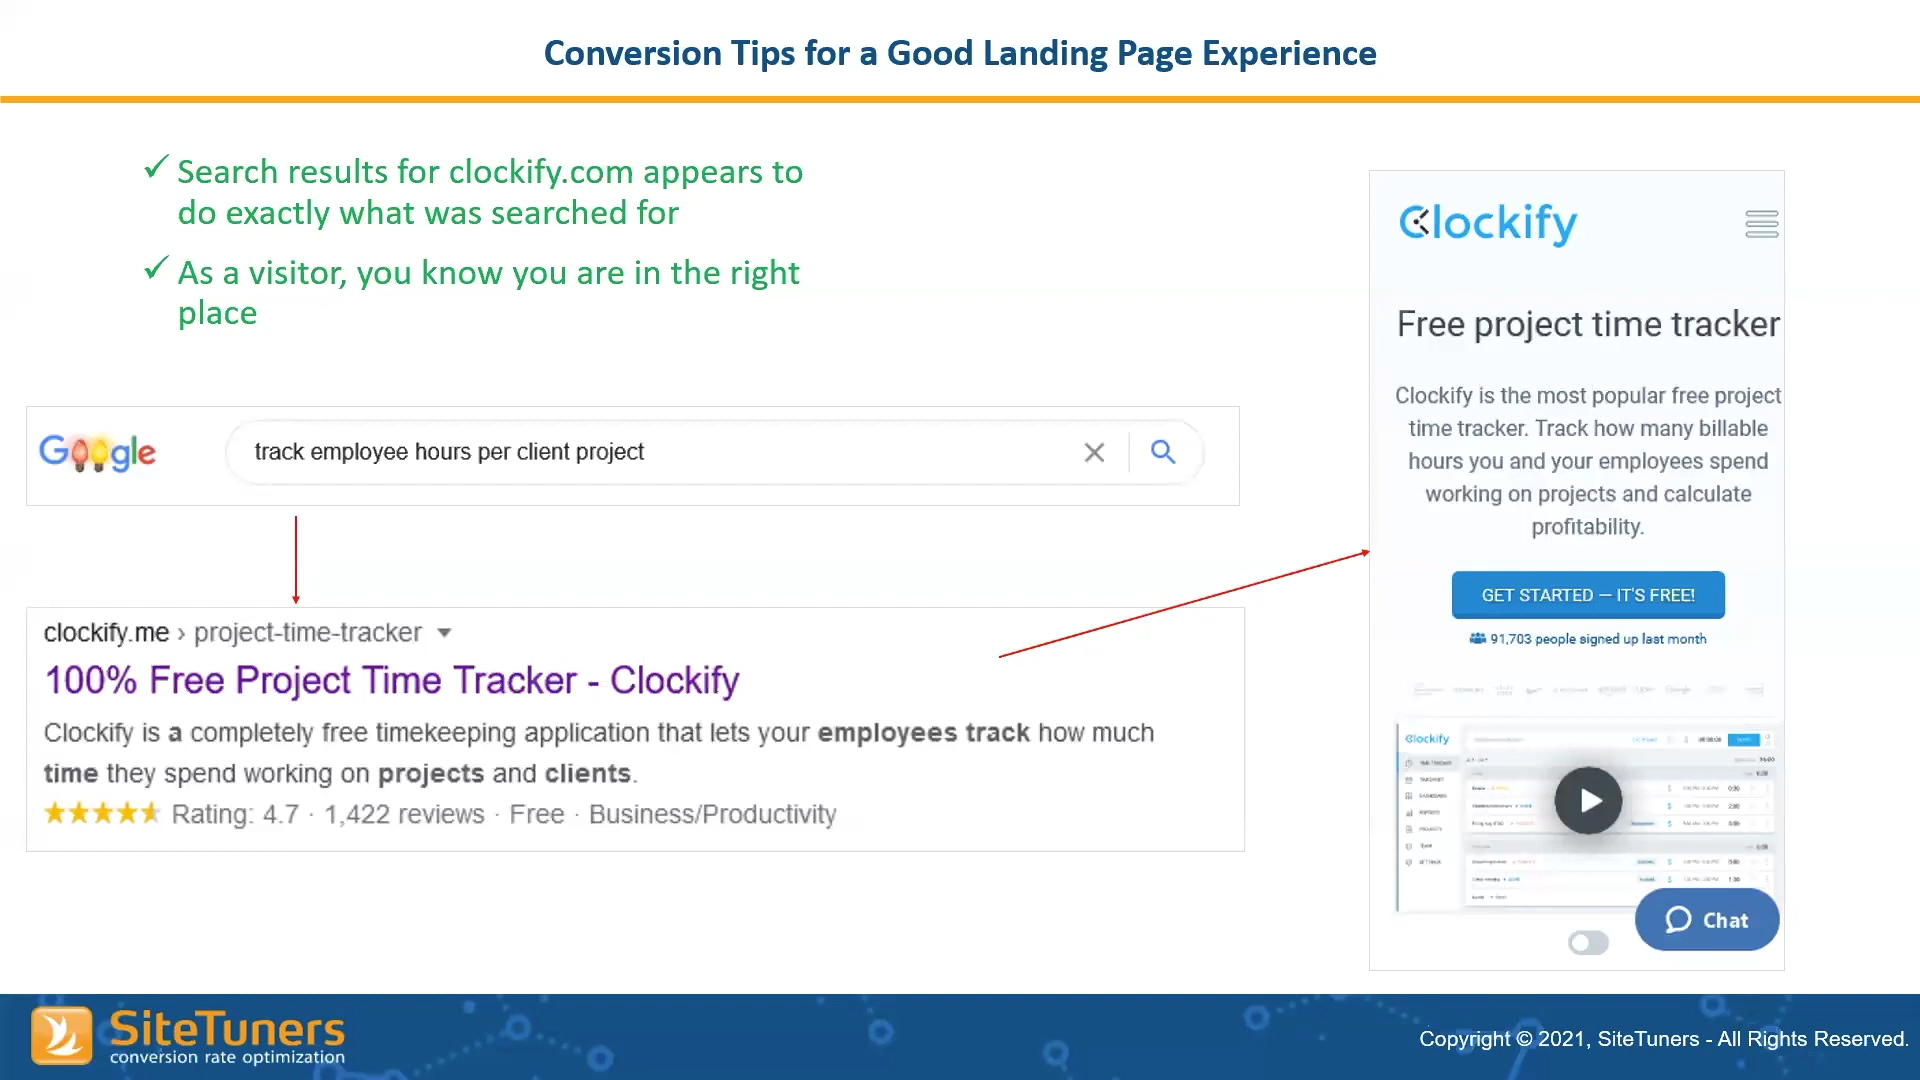 Conversion Tips for a Good Landing Page Experience
Search results for clockify.com appears to
do exactly what was searched for
As a visitor, you know you are in the right
place
Google
track employee hours per client project
clockify.me › project-time-tracker
100% Free Project Time Tracker - Clockify
Clockify is a completely free timekeeping application that lets your employees track how much
time they spend working on projects and clients.
Rating: 4.7 · 1,422 reviews · Free · Business/Productivity
Clockify
Free project time tracker
Clockify is the most popular free project
time tracker. Track how many billable
hours you and your employees spend
working on projects and calculate
profitability.
GET STARTED — IT'S FREE!
91,703 people signed up last month
Clockify
Chat
SiteTuners
conversion rate optimization
Copyright © 2021, SiteTuners - All Rights Reserved.